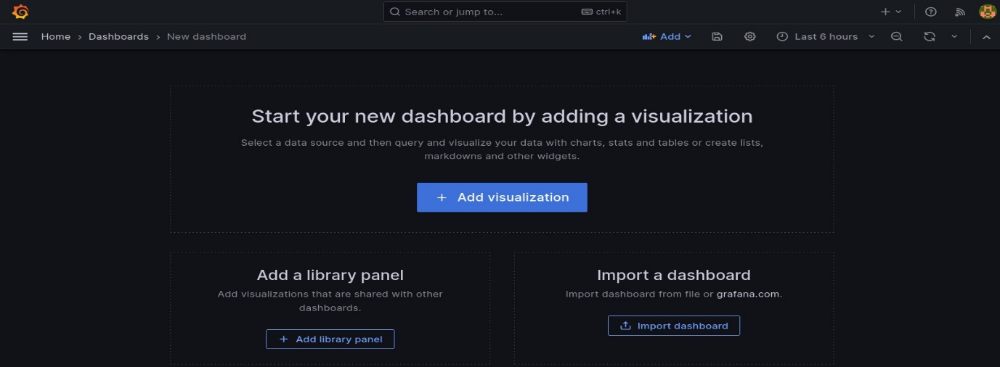 Search or jump to...
ctrl+k
Home › Dashboards › New dashboard
Add
Last 6 hours
Start your new dashboard by adding a visualization
Select a data source and then query and visualize your data with charts, stats and tables or create lists,
markdowns and other widgets.
+ Add visualization
Add a library panel
Add visualizations that are shared with other
dashboards.
+ Add library panel
Import a dashboard
Import dashboard from file or grafana.com.
Import dashboard